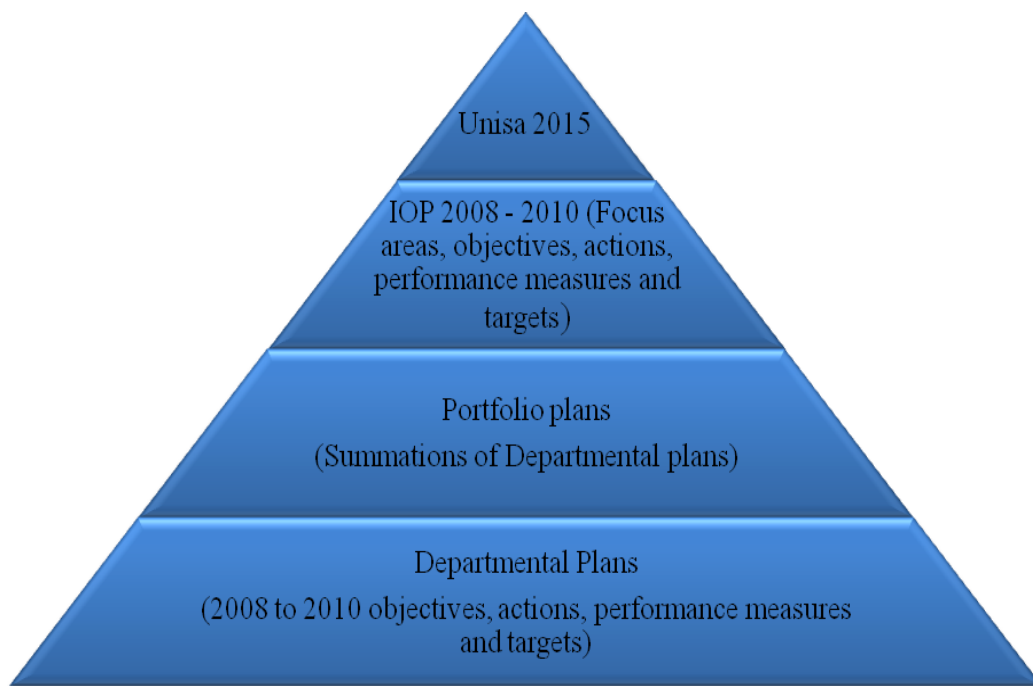 Unisa 2015
IOP 2008 - 2010 (Focus
areas, objectives, actions,
performance measures and
targets)
Portfolio plans
(Summations of Departmental plans)
Departmental Plans
(2008 to 2010 objectives, actions, performance measures
and targets)